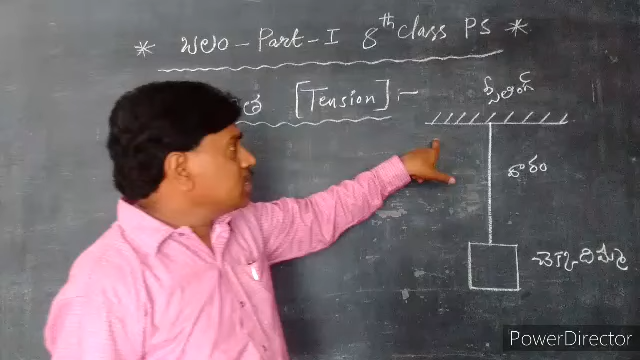 * బలం - Part - I 8th class PS *
త [Tension] :-
సీలింగ్
దారం
చెక్కదిమ్మ
PowerDirector